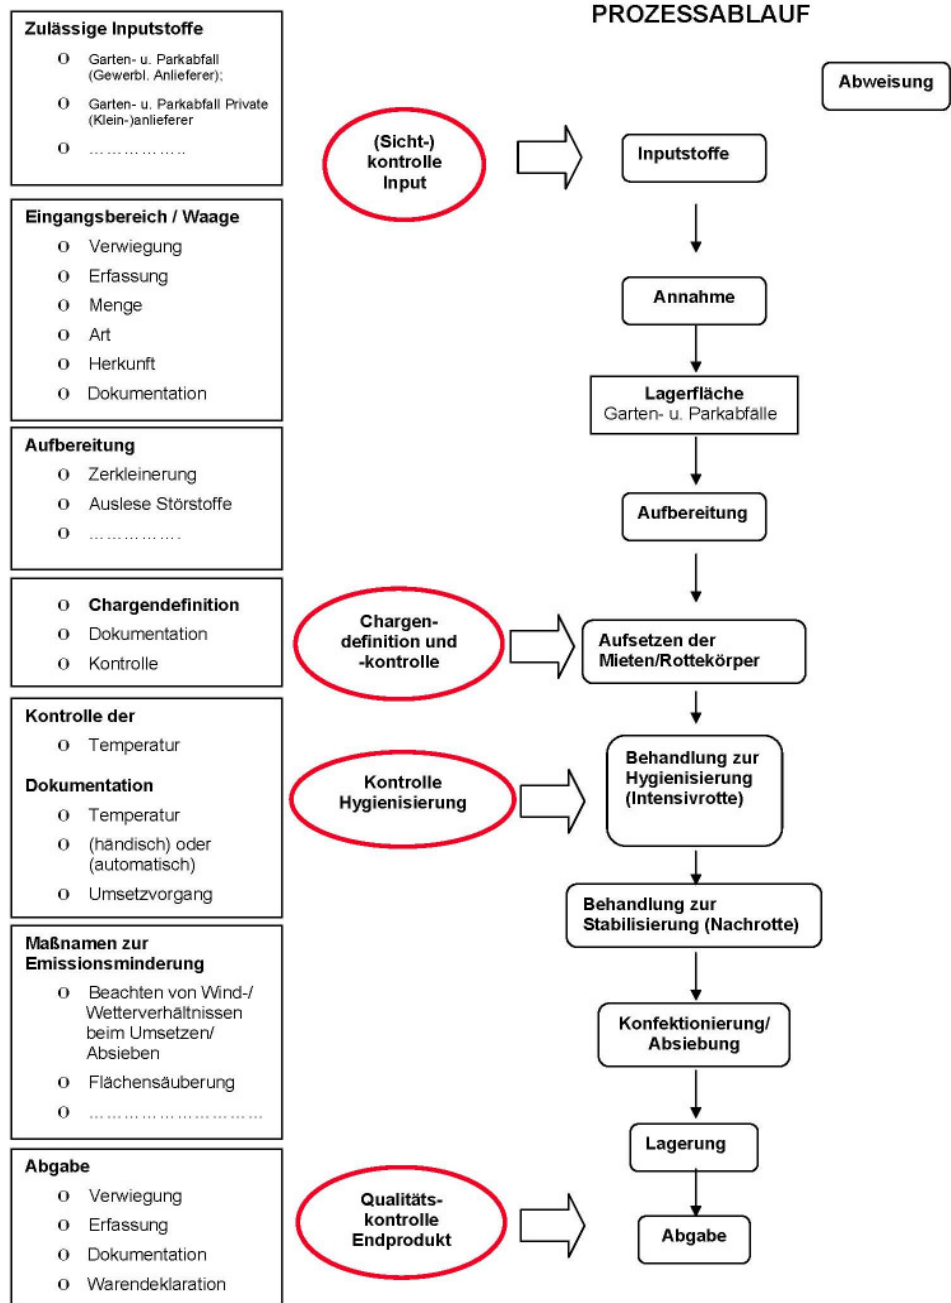 PROZESSABLAUF
Zulässige Inputstoffe
o Garten- u. Parkabfall
(Gewerbl. Anlieferer);
o Garten- u. Parkabfall Private
(Klein-)anlieferer
o ……………..
Eingangsbereich / Waage
o Verwiegung
o Erfassung
o Menge
o Art
o Herkunft
o Dokumentation
Aufbereitung
o Zerkleinerung
o Auslese Störstoffe
o …………….
o Chargendefinition
o Dokumentation
o Kontrolle
Kontrolle der
o Temperatur
Dokumentation
o Temperatur
o (händisch) oder
(automatisch)
o Umsetzvorgang
Maßnamen zur
Emissionsminderung
o Beachten von Wind-/
Wetterverhältnissen
beim Umsetzen/
Absieben
o Flächensäuberung
o …………………………
Abgabe
o Verwiegung
o Erfassung
o Dokumentation
o Warendeklaration
(Sicht-)
kontrolle
Input
Chargen-
definition und
-kontrolle
Kontrolle
Hygienisierung
Qualitäts-
kontrolle
Endprodukt
Abweisung
Inputstoffe
Annahme
Lagerfläche
Garten- u. Parkabfälle
Aufbereitung
Aufsetzen der
Mieten/Rottekörper
Behandlung zur
Hygienisierung
(Intensivrotte)
Behandlung zur
Stabilisierung (Nachrotte)
Konfektionierung/
Absiebung
Lagerung
Abgabe